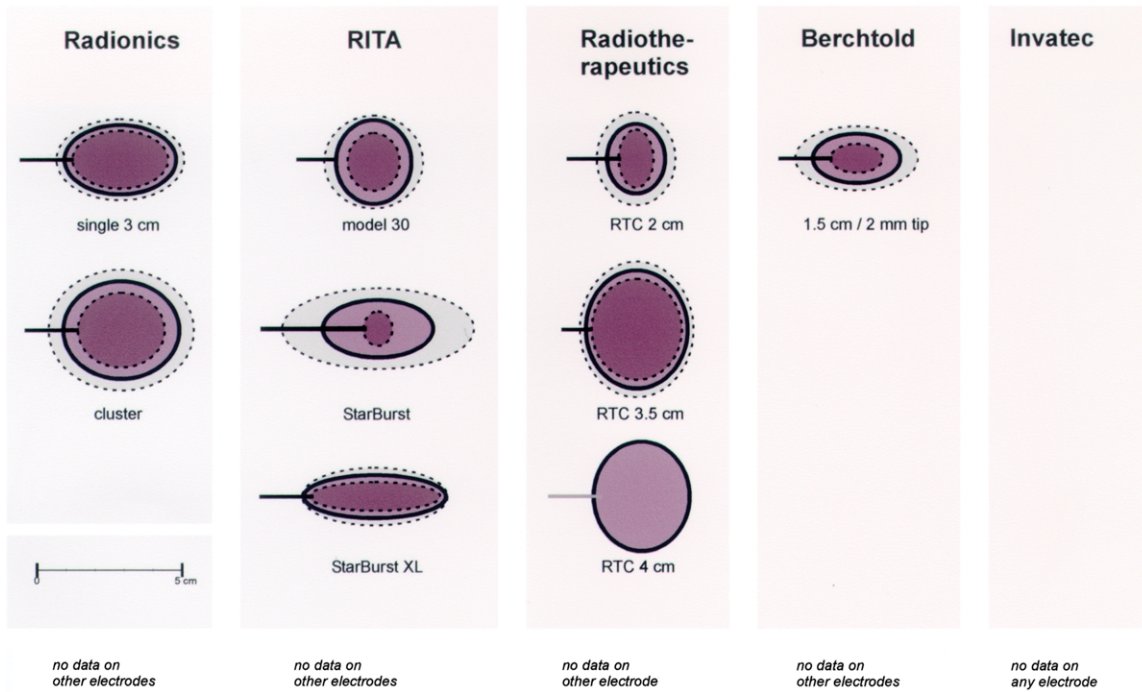 Radionics
single 3 cm
cluster
0
5 cm
no data on
other electrodes
RITA
model 30
StarBurst
StarBurst XL
no data on
other electrodes
Radiothe-
rapeutics
RTC 2 cm
RTC 3.5 cm
RTC 4 cm
no data on
other electrode
Berchtold
1.5 cm / 2 mm tip
no data on
other electrodes
Invatec
no data on
any electrode